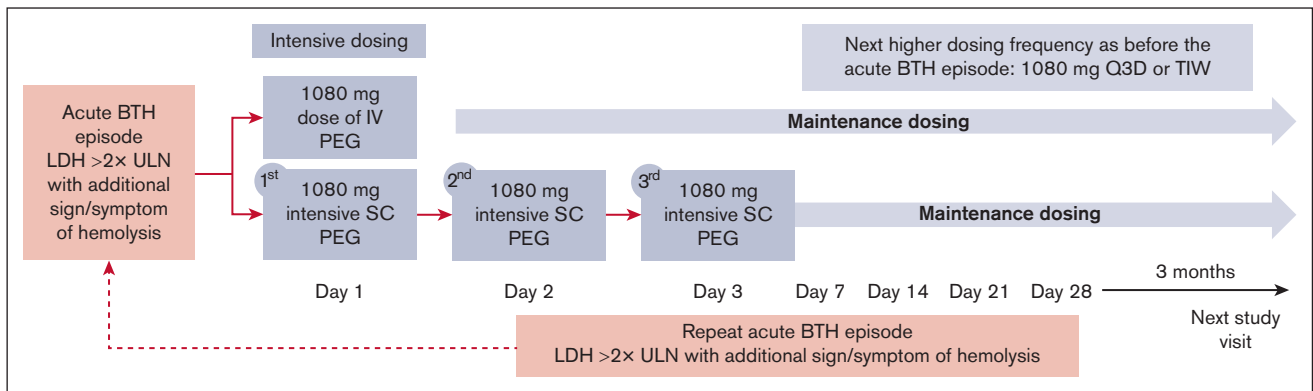 Intensive dosing
Next higher dosing frequency as before the
acute BTH episode: 1080 mg Q3D or TIW
Acute BTH
episode
LDH >2× ULN
with additional
sign/symptom
of hemolysis
1080 mg
dose of IV
PEG
Maintenance dosing
1st
1080 mg
intensive SC
PEG
2nd
1080 mg
intensive SC
PEG
3rd
1080 mg
intensive SC
PEG
Maintenance dosing
Day 1
Day 2
Day 3
Day 7
Day 14
Day 21
Day 28
3 months
Next study
visit
Repeat acute BTH episode
LDH >2× ULN with additional sign/symptom of hemolysis